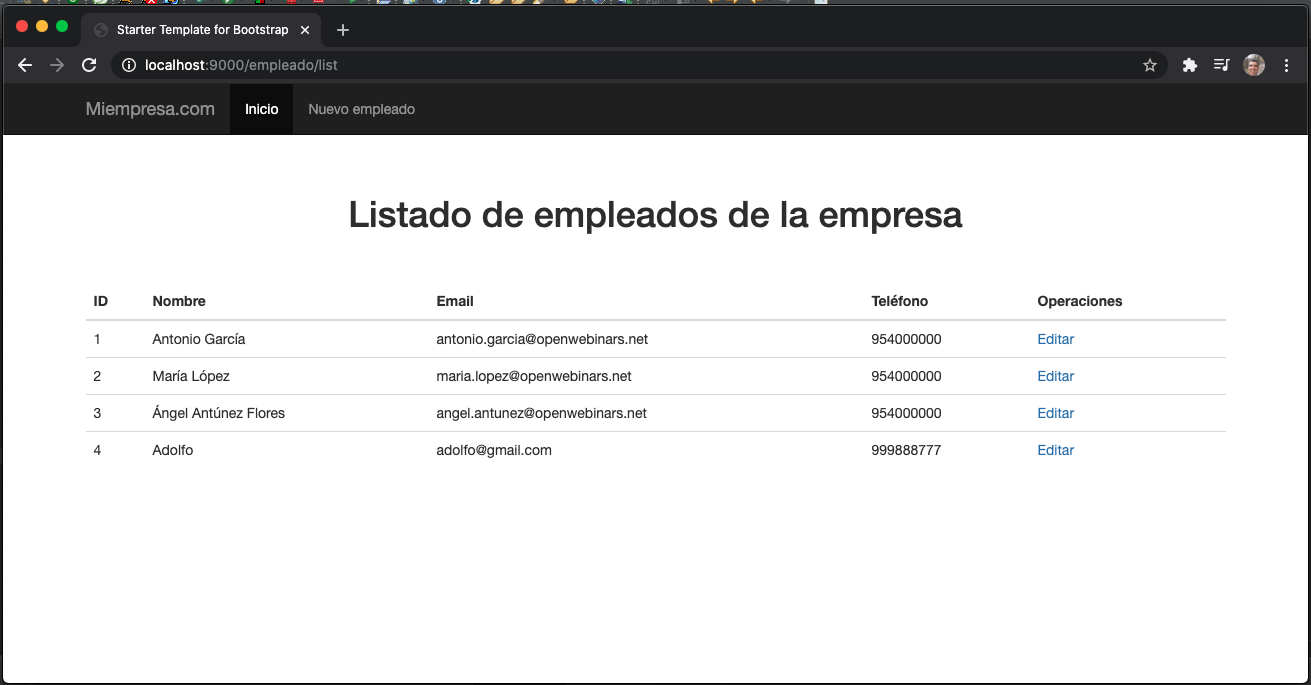 Starter Template for Bootstrap
localhost:9000/empleado/list
Miempresa.com Inicio Nuevo empleado
Listado de empleados de la empresa
ID Nombre Email Teléfono Operaciones
1 Antonio García antonio.garcia@openwebinars.net 954000000 Editar
2 María López maria.lopez@openwebinars.net 954000000 Editar
3 Ángel Antúnez Flores angel.antunez@openwebinars.net 954000000 Editar
4 Adolfo adolfo@gmail.com 999888777 Editar